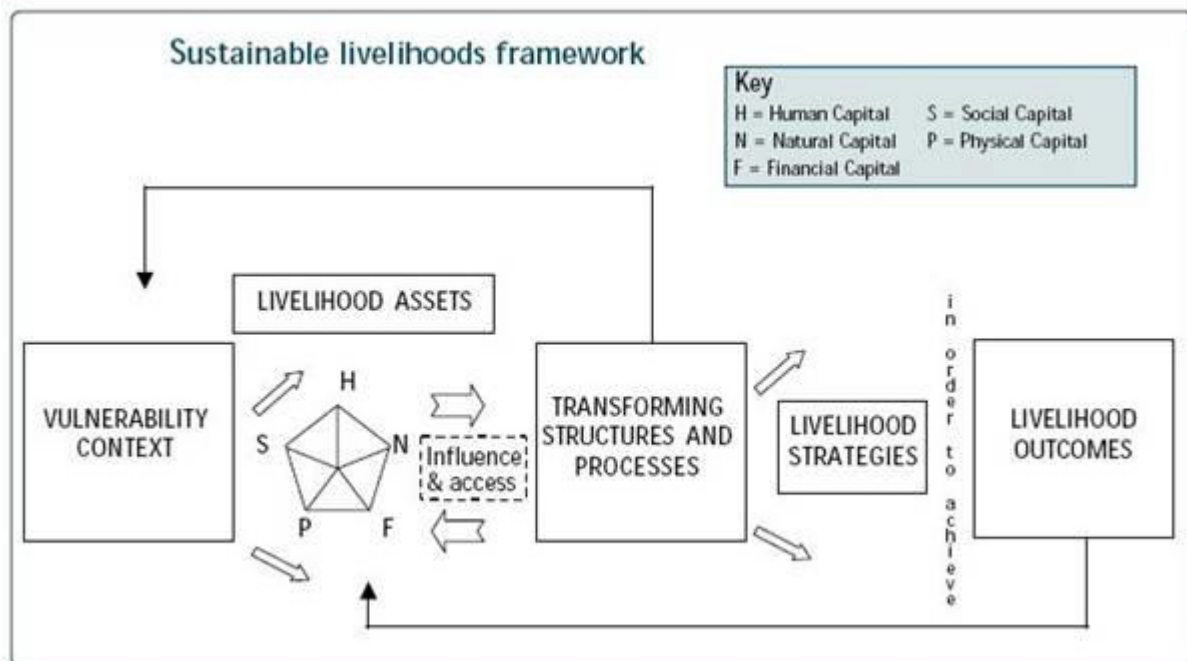 Sustainable livelihoods framework
Key
H = Human Capital S = Social Capital
N = Natural Capital P = Physical Capital
F = Financial Capital
LIVELIHOOD ASSETS
VULNERABILITY
CONTEXT
H
S
N
P
F
Influence
& access
TRANSFORMING
STRUCTURES AND
PROCESSES
LIVELIHOOD
STRATEGIES
in order to achieve
LIVELIHOOD
OUTCOMES